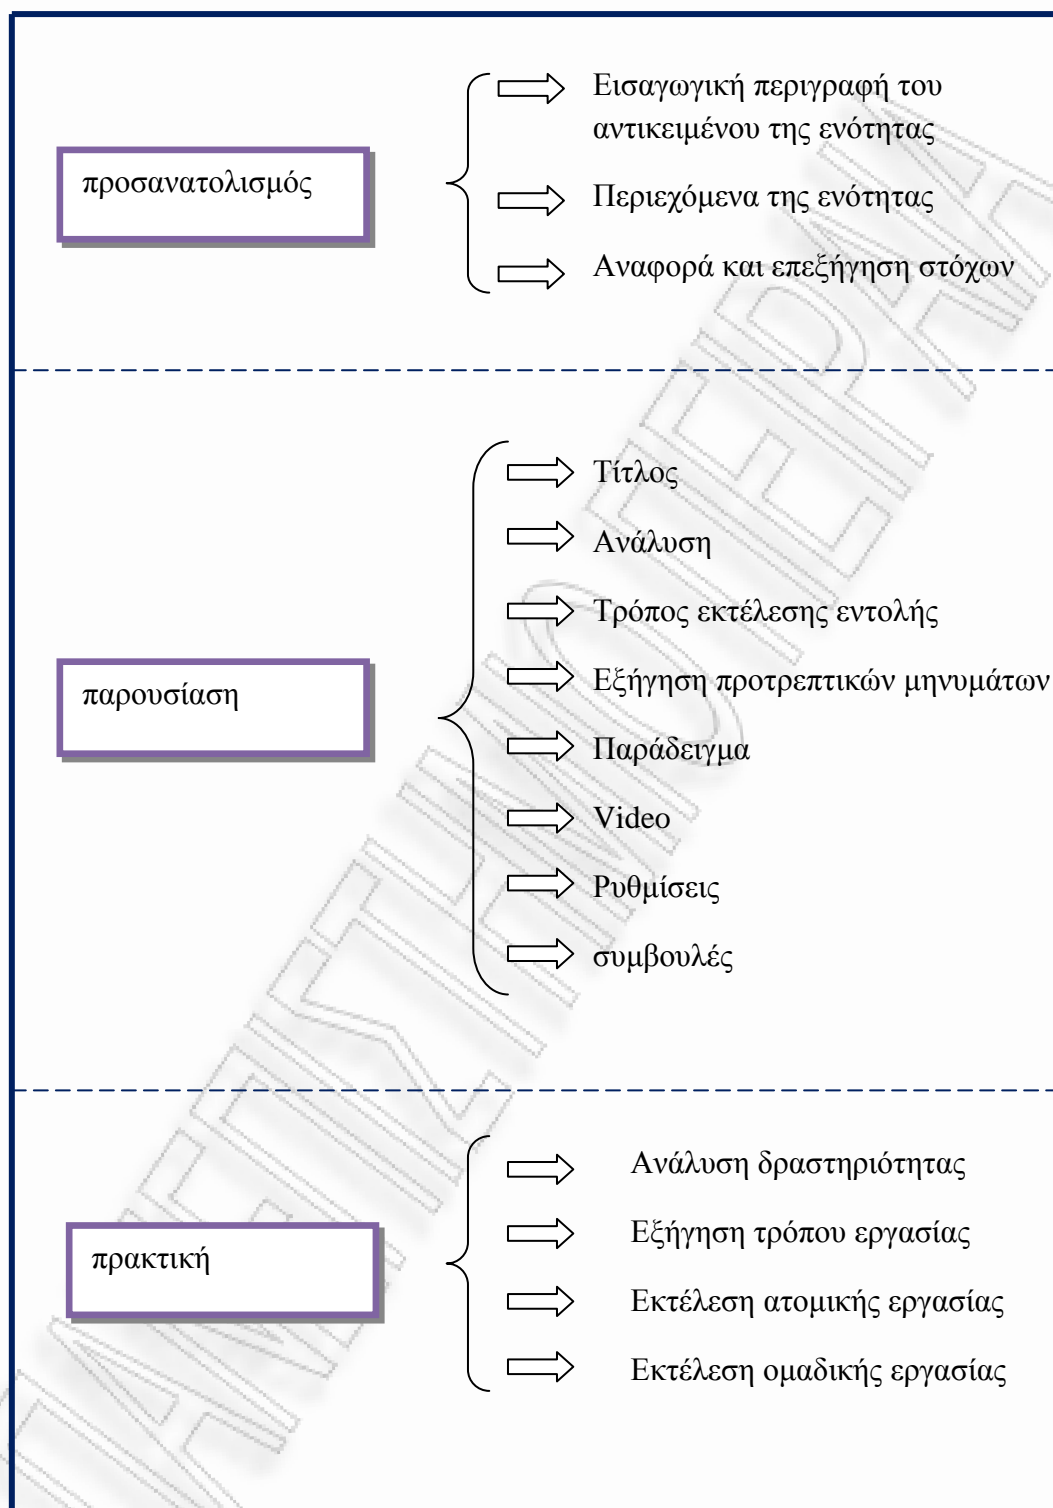 προσανατολισμός
Εισαγωγική περιγραφή του
αντικειμένου της ενότητας
Περιεχόμενα της ενότητας
Αναφορά και επεξήγηση στόχων
παρουσίαση
Τίτλος
Ανάλυση
Τρόπος εκτέλεσης εντολής
Εξήγηση προτρεπτικών μηνυμάτων
Παράδειγμα
Video
Ρυθμίσεις
συμβουλές
πρακτική
Ανάλυση δραστηριότητας
Εξήγηση τρόπου εργασίας
Εκτέλεση ατομικής εργασίας
Εκτέλεση ομαδικής εργασίας
ΠΑΝΕΠΙΣΤΗΜΙΟ ΠΕΙΡΑΙΑ